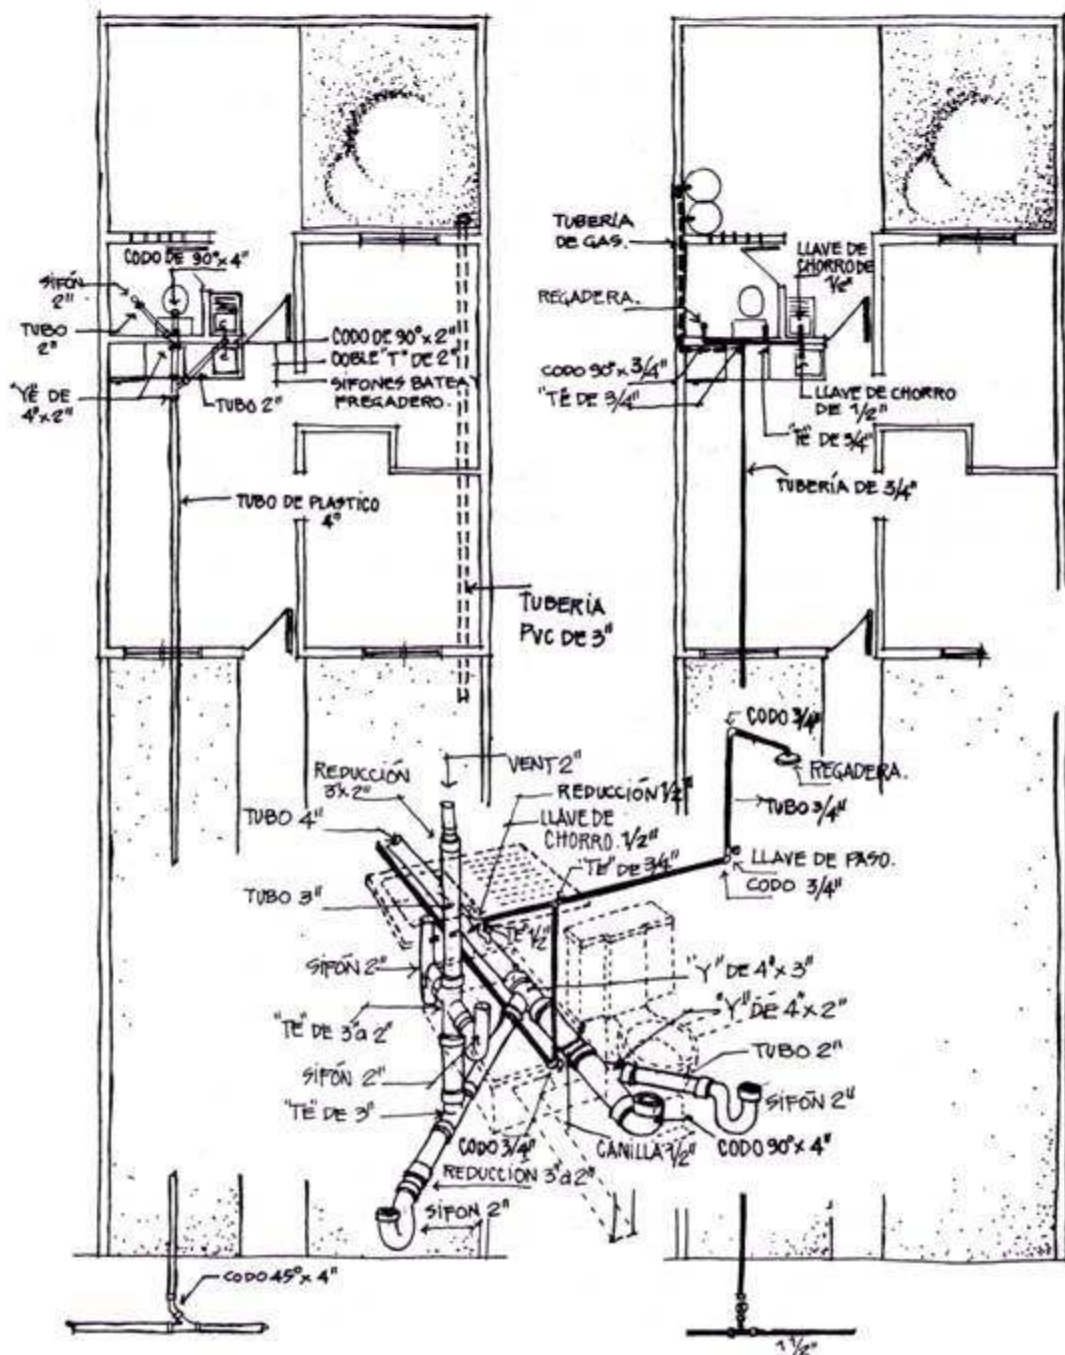 CODO DE 90° x 4"
SIFÓN
2"
TUBO
2"
"YE DE
4" x 2"
CODO DE 90° x 2"
DOBLE "T" DE 2"
SIFONES BATEA Y
FREGADERO.
TUBO 2"
TUBO DE PLASTICO
4"
TUBERÍA
PVC DE 3"
TUBERÍA
DE GAS.
LLAVE DE
CHORRO DE
1/2"
REGADERA.
CODO 90° x 3/4"
"TÉ DE 3/4"
LLAVE DE CHORRO
DE 1/2"
"TE" DE 3/4"
TUBERÍA DE 3/4"
CODO 3/4"
REGADERA.
TUBO 3/4"
LLAVE DE PASO.
CODO 3/4"
VENT 2"
REDUCCIÓN
3" x 2"
REDUCCIÓN 1/2"
TUBO 4"
LLAVE DE
CHORRO. 1/2"
"TE" DE 3/4"
TUBO 3"
"TE" 1/2"
SIFÓN 2"
"Y" DE 4" x 3"
"Y" DE 4" x 2"
"TE" DE 3" a 2"
TUBO 2"
SIFÓN 2"
SIFÓN 2"
"TE" DE 3"
CODO 3/4"
CANILLA 1/2"
CODO 90° x 4"
REDUCCIÓN 3" a 2"
SIFON 2"
CODO 45° x 4"
1 1/2"